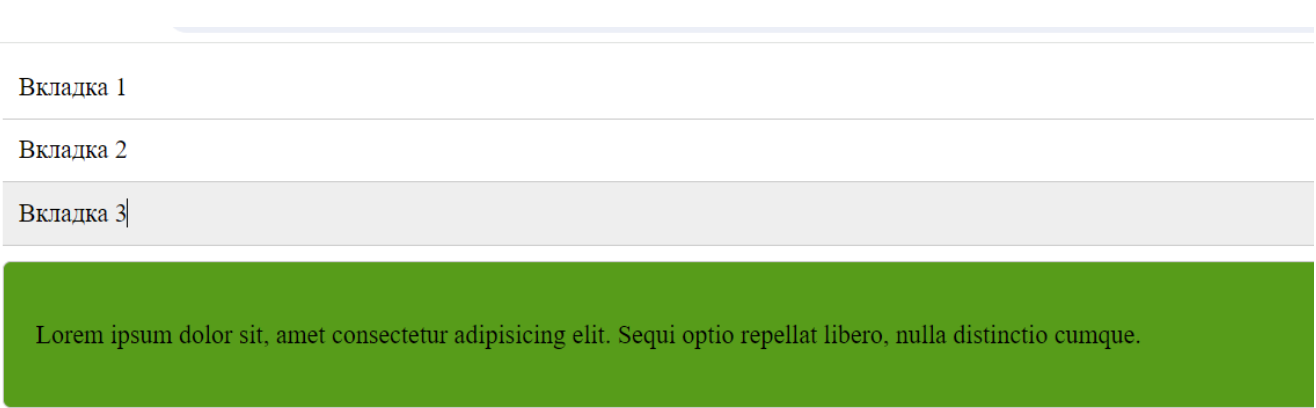 Вкладка 1
Вкладка 2
Вкладка 3
Lorem ipsum dolor sit, amet consectetur adipisicing elit. Sequi optio repellat libero, nulla distinctio cumque.